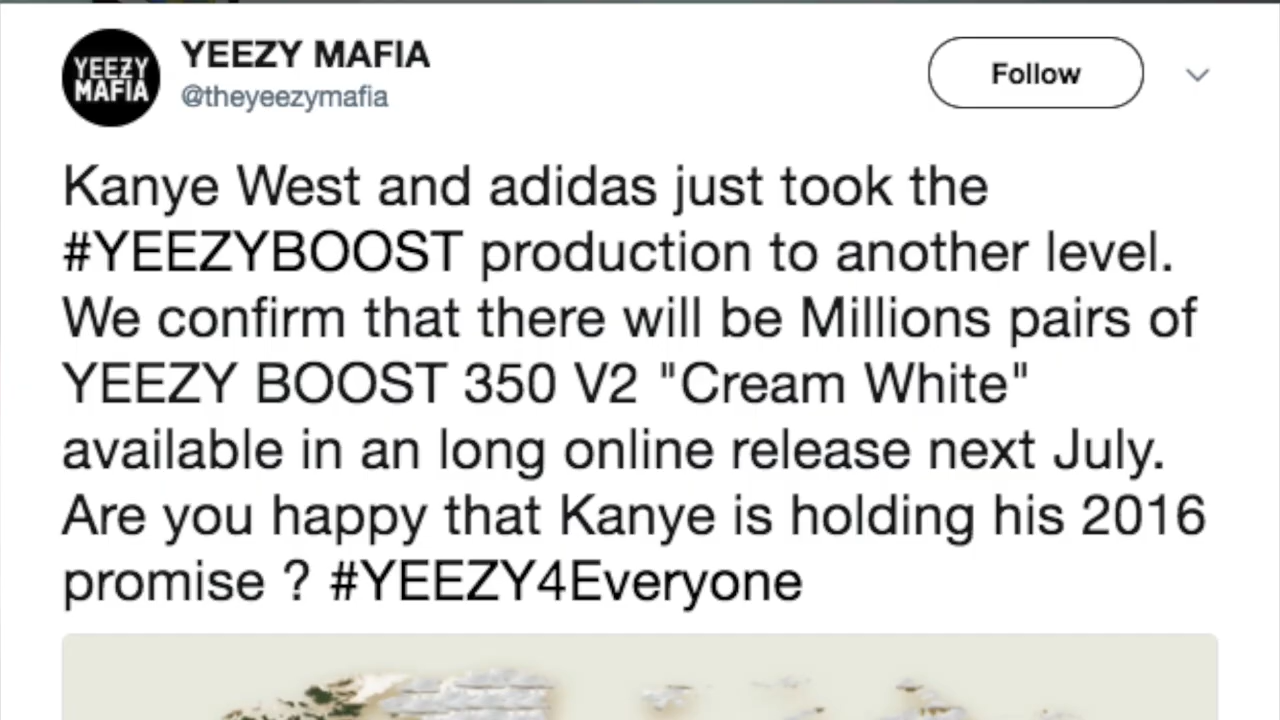 YEEZY MAFIA
YEEZY MAFIA
@theyeezymafia
Follow
Kanye West and adidas just took the
#YEEZYBOOST production to another level.
We confirm that there will be Millions pairs of
YEEZY BOOST 350 V2 "Cream White"
available in an long online release next July.
Are you happy that Kanye is holding his 2016
promise ? #YEEZY4Everyone